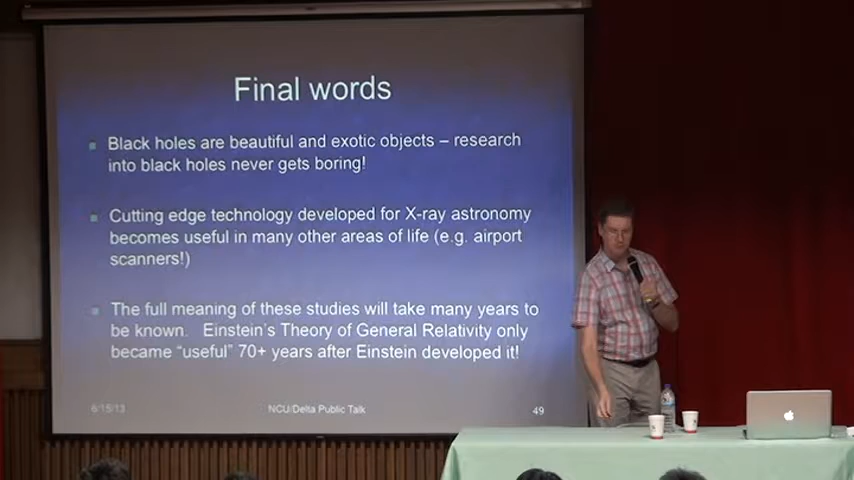 Final words
Black holes are beautiful and exotic objects – research
into black holes never gets boring!
Cutting edge technology developed for X-ray astronomy
becomes useful in many other areas of life (e.g. airport
scanners!)
The full meaning of these studies will take many years to
be known. Einstein's Theory of General Relativity only
became "useful" 70+ years after Einstein developed it!
6/15/13
NCU/Delta Public Talk
49